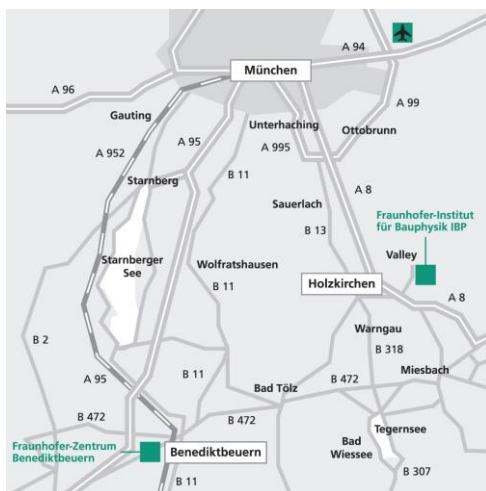 A 94
München
A 96
A 99
Gauting
Unterhaching
Ottobrunn
A 95
A 952
A 995
B 11
Starnberg
A 8
Sauerlach
Fraunhofer-Institut
für Bauphysik IBP
B 13
Valley
Starnberger
See
Wolfratshausen
B 11
Holzkirchen
A 8
Warngau
B 2
B 318
Miesbach
A 95
B 11
Bad Tölz
B 472
B 472
B 472
Tegernsee
Fraunhofer-Zentrum
Benediktbeuern
Benediktbeuern
Bad
Wiessee
B 11
B 307